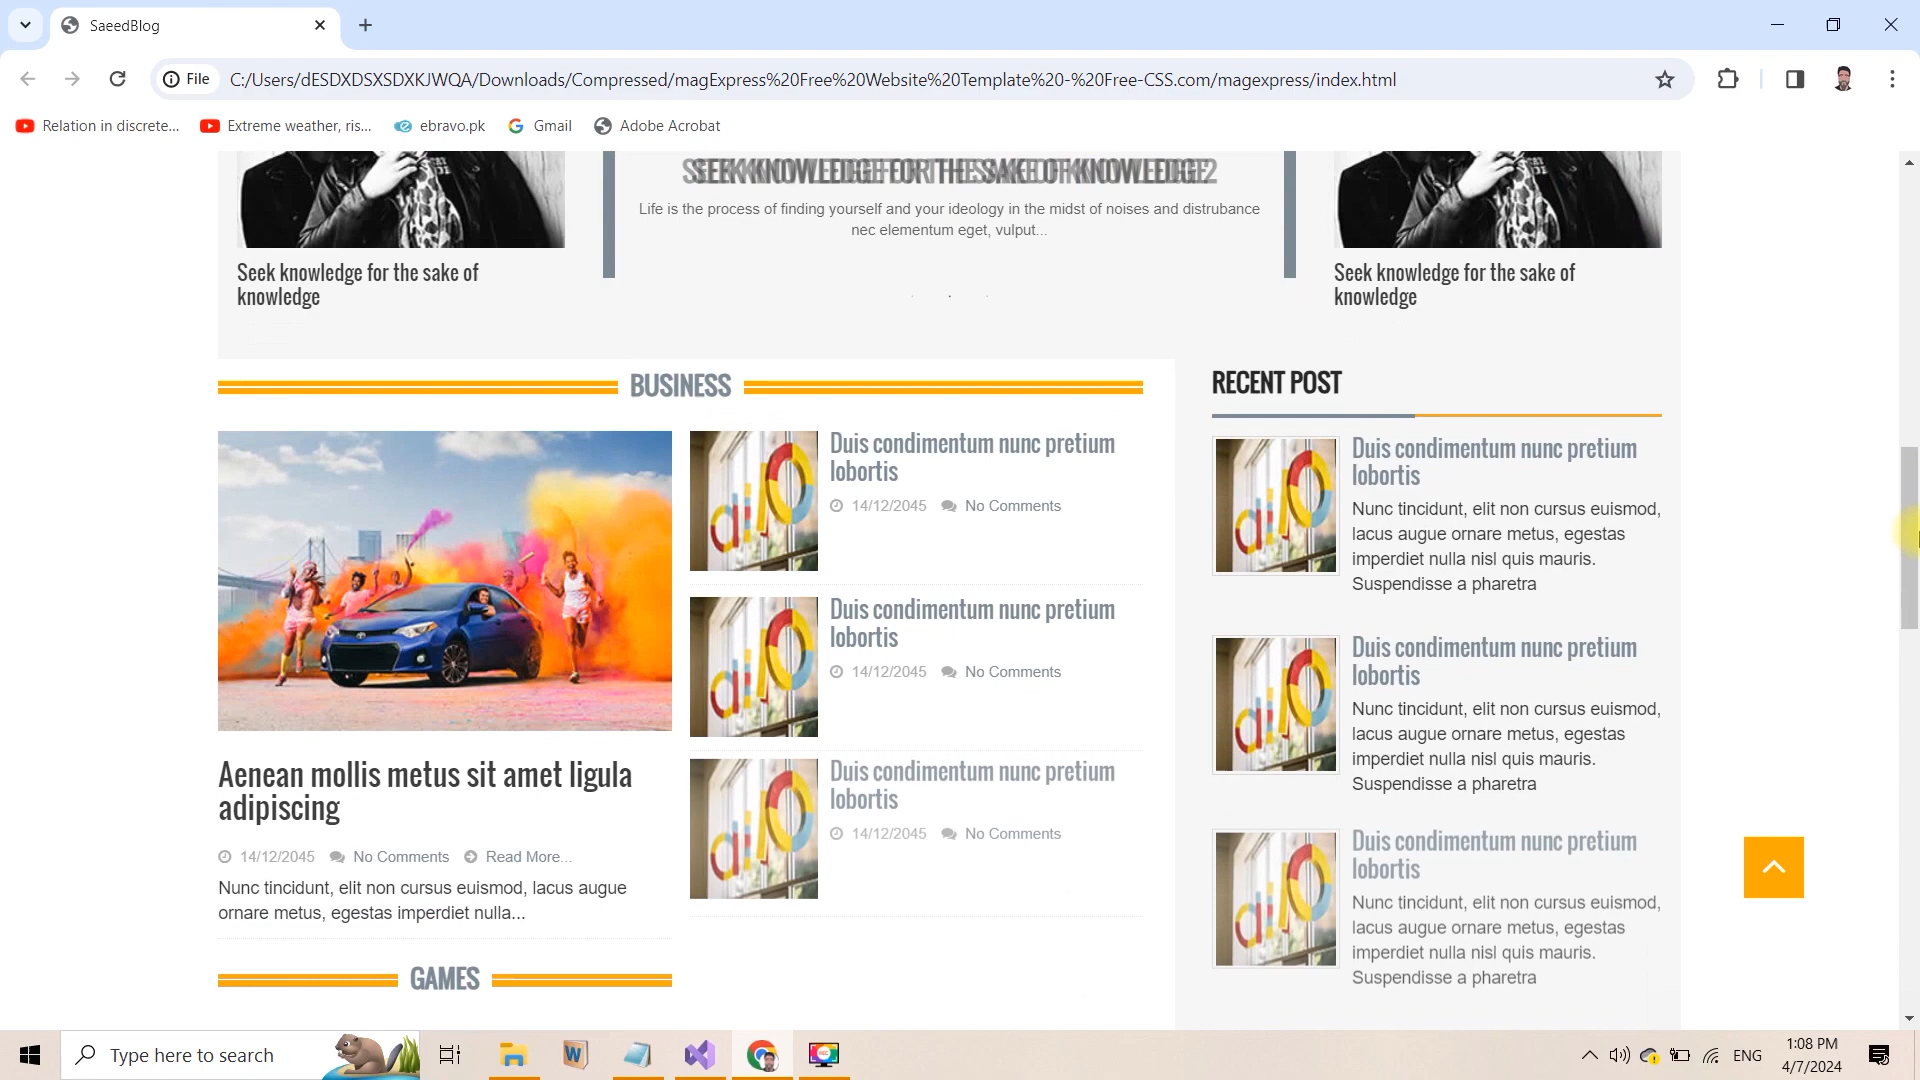 SaeedBlog
File
C:/Users/dESDXDSXSDXKJWQA/Downloads/Compressed/magExpress%20Free%20Website%20Template%20-%20Free-CSS.com/magexpress/index.html
Relation in discrete...
Extreme weather, ris...
ebravo.pk
Gmail
Adobe Acrobat
SEEK KNOWLEDGE FOR THE SAKE OF KNOWLEDGE2
Life is the process of finding yourself and your ideology in the midst of noises and distrubance
nec elementum eget, vulput...
Seek knowledge for the sake of
knowledge
Seek knowledge for the sake of
knowledge
BUSINESS
Aenean mollis metus sit amet ligula
adipiscing
14/12/2045 No Comments Read More...
Nunc tincidunt, elit non cursus euismod, lacus augue
ornare metus, egestas imperdiet nulla...
Duis condimentum nunc pretium
lobortis
14/12/2045 No Comments
Duis condimentum nunc pretium
lobortis
14/12/2045 No Comments
Duis condimentum nunc pretium
lobortis
14/12/2045 No Comments
GAMES
RECENT POST
Duis condimentum nunc pretium
lobortis
Nunc tincidunt, elit non cursus euismod,
lacus augue ornare metus, egestas
imperdiet nulla nisl quis mauris.
Suspendisse a pharetra
Duis condimentum nunc pretium
lobortis
Nunc tincidunt, elit non cursus euismod,
lacus augue ornare metus, egestas
imperdiet nulla nisl quis mauris.
Suspendisse a pharetra
Duis condimentum nunc pretium
lobortis
Nunc tincidunt, elit non cursus euismod,
lacus augue ornare metus, egestas
imperdiet nulla nisl quis mauris.
Suspendisse a pharetra
Type here to search
ENG
1:08 PM
4/7/2024